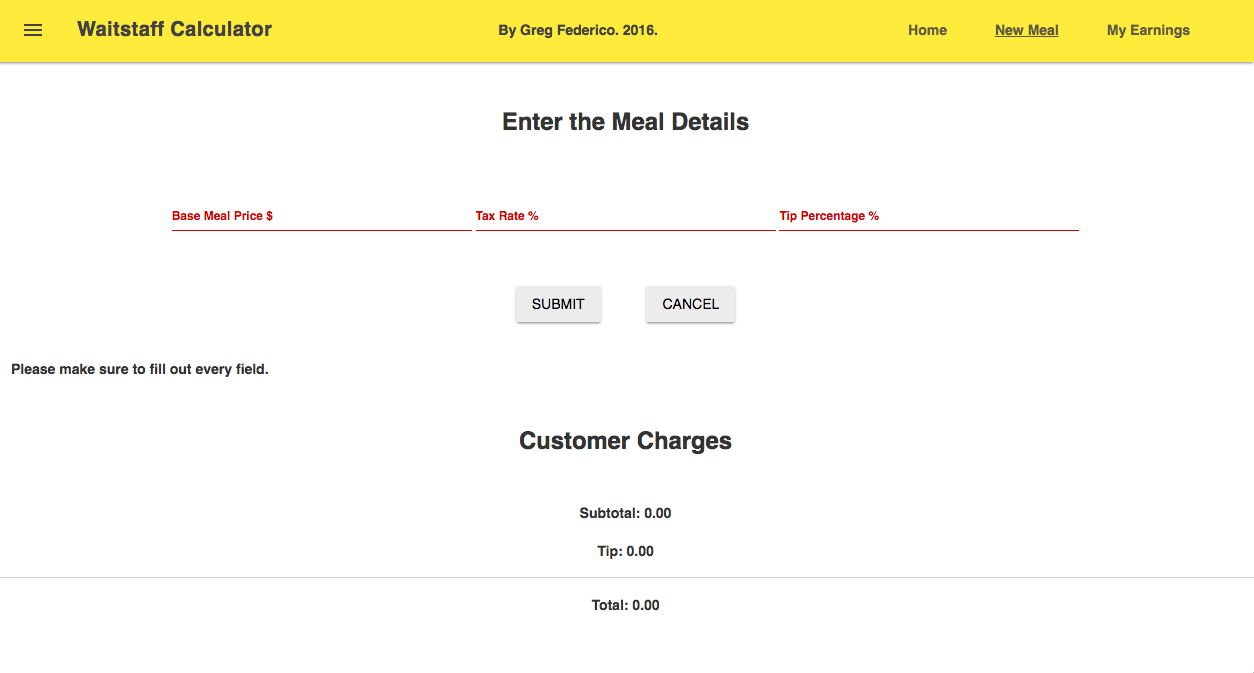 Waitstaff Calculator By Greg Federico. 2016. Home New Meal My Earnings
Enter the Meal Details
Base Meal Price $ Tax Rate % Tip Percentage %
SUBMIT CANCEL
Please make sure to fill out every field.
Customer Charges
Subtotal: 0.00
Tip: 0.00
Total: 0.00